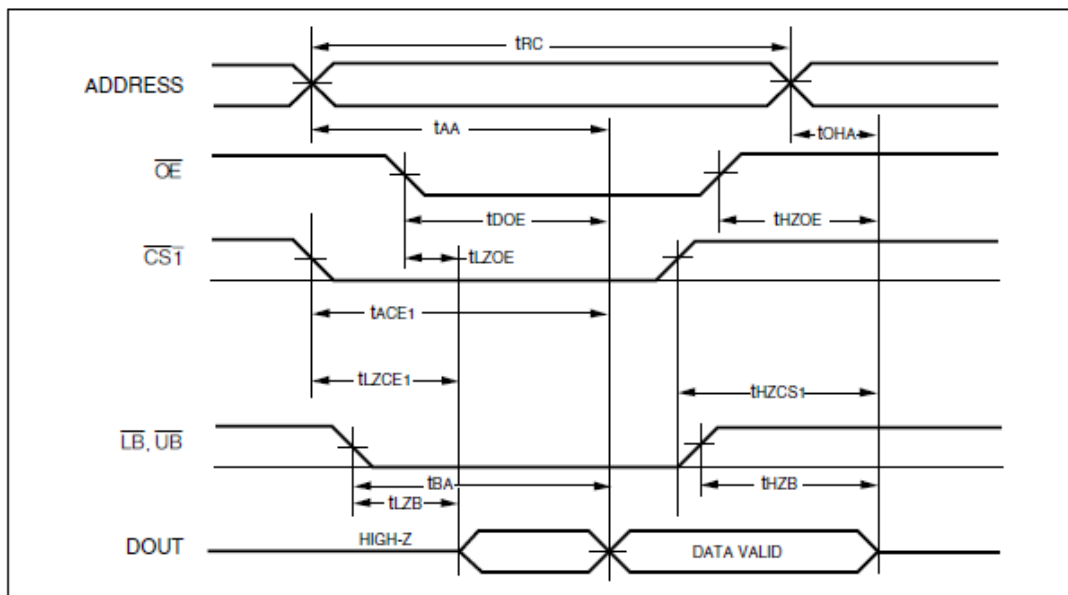 tRC
ADDRESS
tAA
tOHA
OE
tDOE
tHZOE
CS1
tLZOE
tACE1
tLZCE1
tHZCS1
LB, UB
tBA
tHZB
tLZB
DOUT
HIGH-Z
DATA VALID